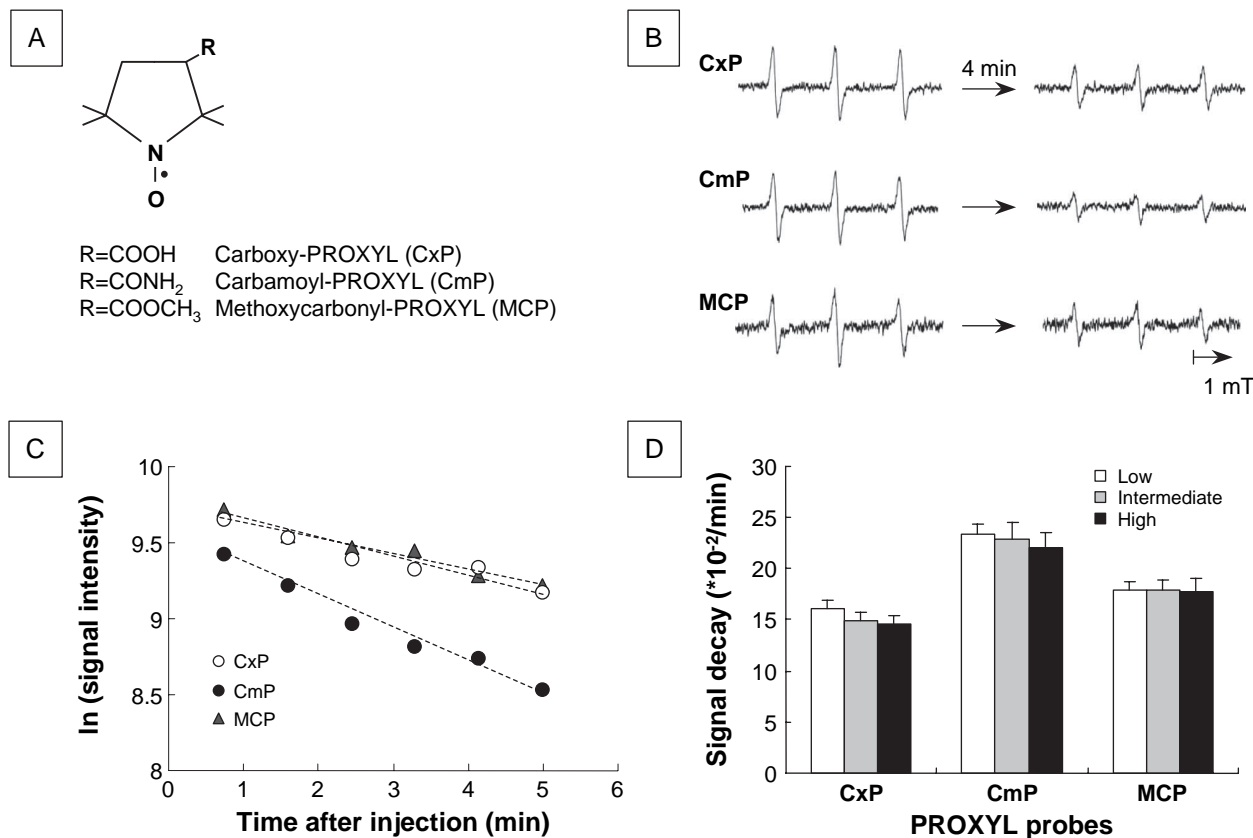 A
R
N
O
R=COOH Carboxy-PROXYL (CxP)
R=CONH₂ Carbamoyl-PROXYL (CmP)
R=COOCH₃ Methoxycarbonyl-PROXYL (MCP)
B
CxP
4 min
CmP
MCP
1 mT
C
ln (signal intensity)
10
9.5
9
8.5
8
CxP
CmP
MCP
0 1 2 3 4 5 6
Time after injection (min)
D
Signal decay (*10⁻²/min)
30
25
20
15
10
5
0
Low
Intermediate
High
CxP CmP MCP
PROXYL probes